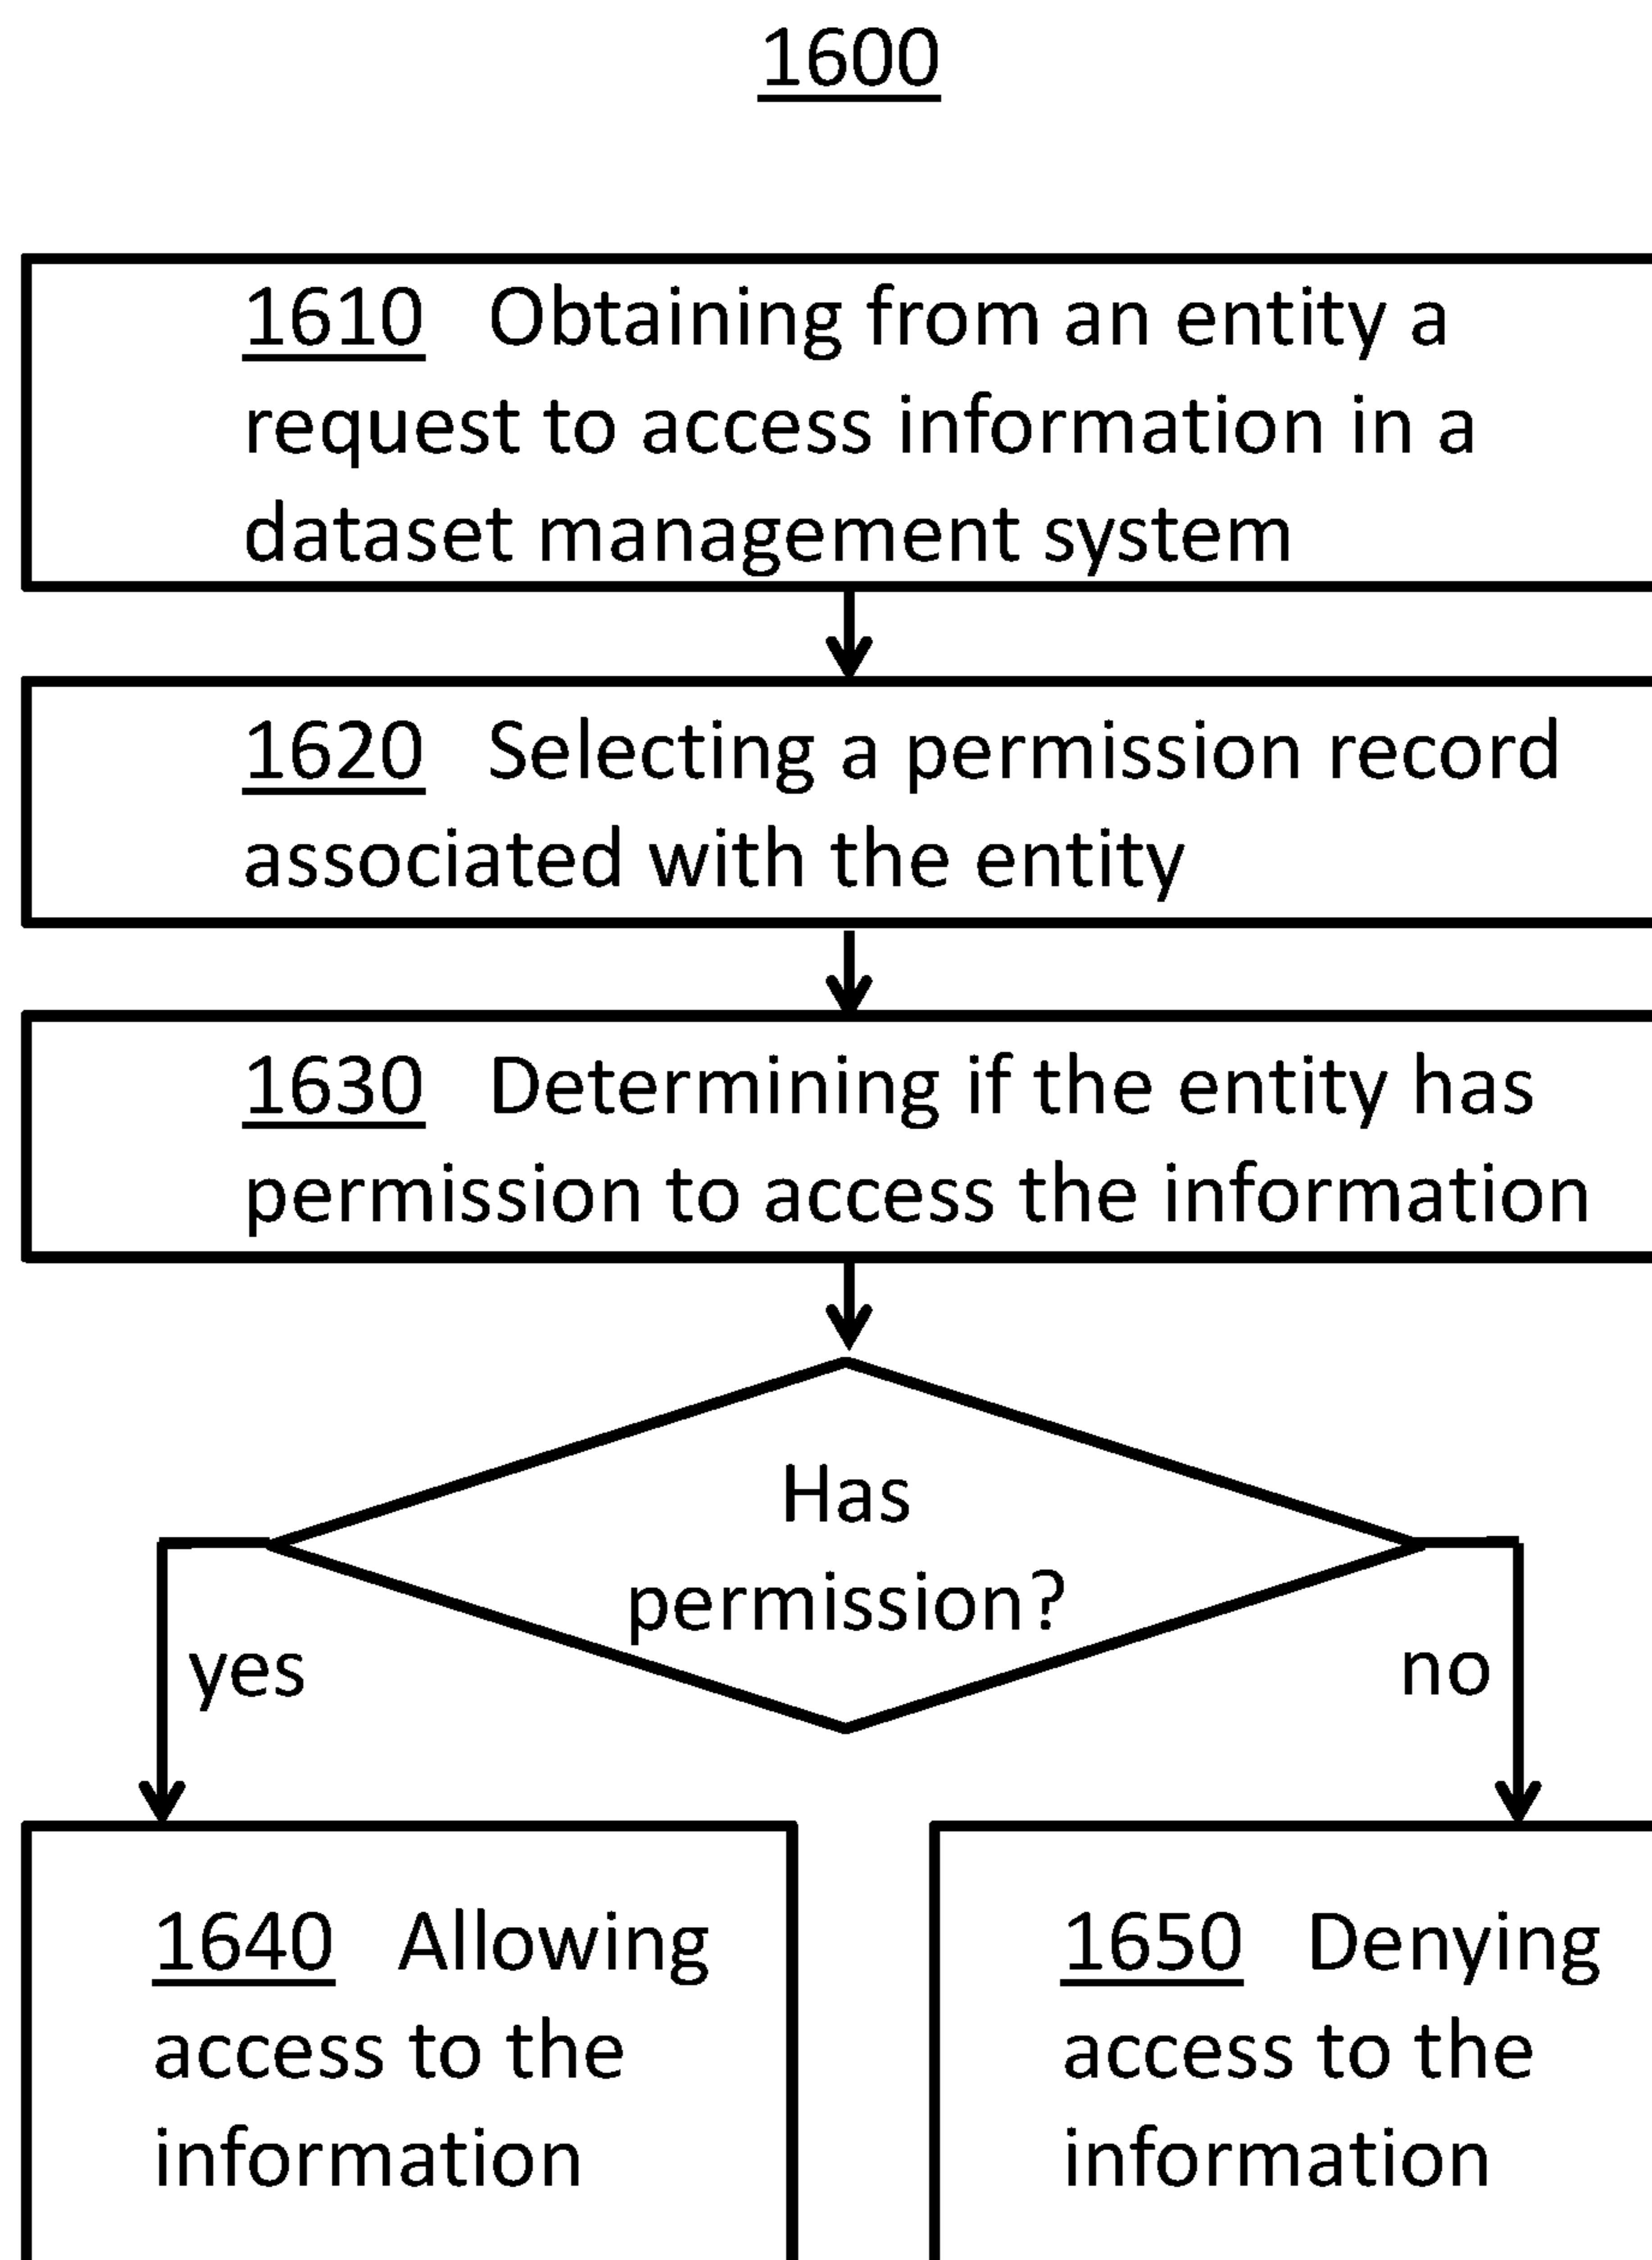 1600
1610 Obtaining from an entity a
request to access information in a
dataset management system
1620 Selecting a permission record
associated with the entity
1630 Determining if the entity has
permission to access the information
Has
permission?
yes
no
1640 Allowing
access to the
information
1650 Denying
access to the
information